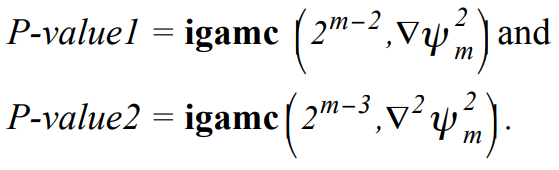 P-value1 = igamc (2^{m-2}, ∇ψ²_m) and
P-value2 = igamc(2^{m-3}, ∇²ψ²_m).